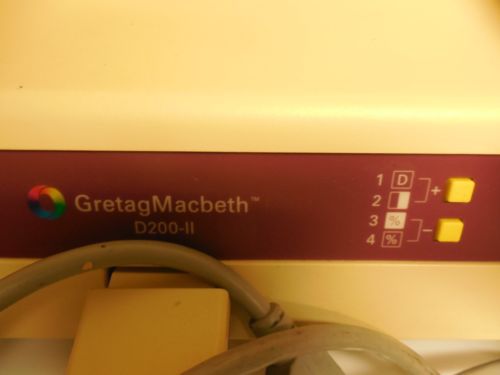 GretagMacbeth™
D200-II
1 D
2
+
3 %
4 %
−